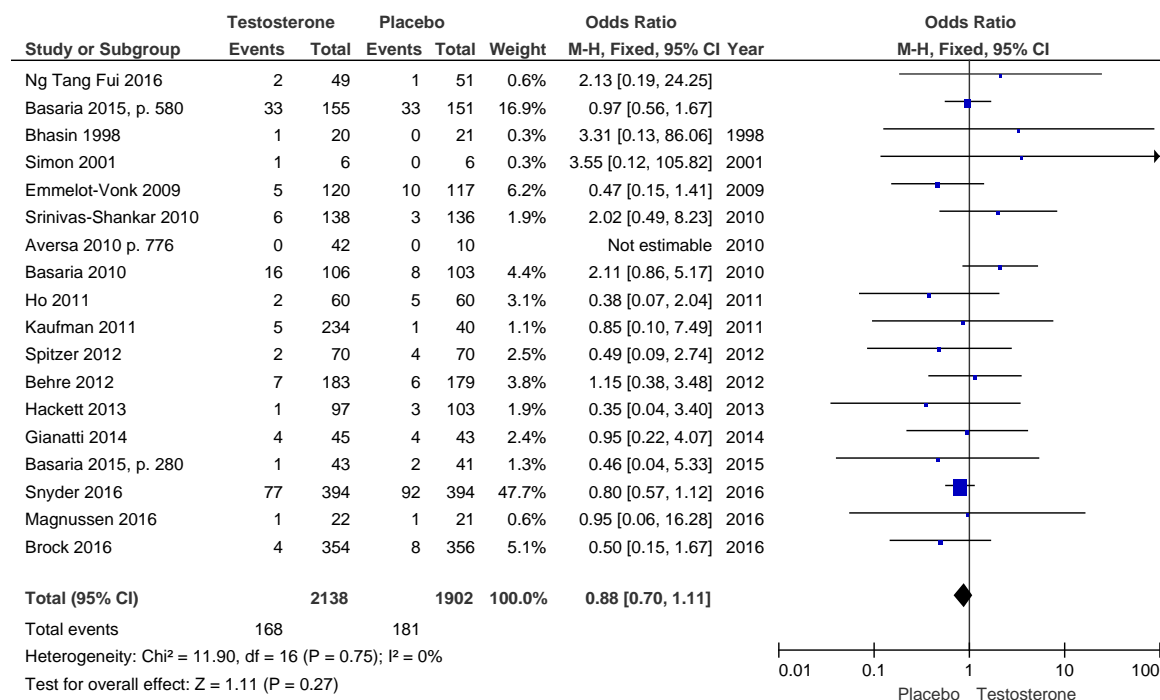 Testosterone Placebo Odds Ratio Odds Ratio
Study or Subgroup Events Total Events Total Weight M-H, Fixed, 95% CI Year M-H, Fixed, 95% CI
Ng Tang Fui 2016 2 49 1 51 0.6% 2.13 [0.19, 24.25]
Basaria 2015, p. 580 33 155 33 151 16.9% 0.97 [0.56, 1.67]
Bhasin 1998 1 20 0 21 0.3% 3.31 [0.13, 86.06] 1998
Simon 2001 1 6 0 6 0.3% 3.55 [0.12, 105.82] 2001
Emmelot-Vonk 2009 5 120 10 117 6.2% 0.47 [0.15, 1.41] 2009
Srinivas-Shankar 2010 6 138 3 136 1.9% 2.02 [0.49, 8.23] 2010
Aversa 2010 p. 776 0 42 0 10 Not estimable 2010
Basaria 2010 16 106 8 103 4.4% 2.11 [0.86, 5.17] 2010
Ho 2011 2 60 5 60 3.1% 0.38 [0.07, 2.04] 2011
Kaufman 2011 5 234 1 40 1.1% 0.85 [0.10, 7.49] 2011
Spitzer 2012 2 70 4 70 2.5% 0.49 [0.09, 2.74] 2012
Behre 2012 7 183 6 179 3.8% 1.15 [0.38, 3.48] 2012
Hackett 2013 1 97 3 103 1.9% 0.35 [0.04, 3.40] 2013
Gianatti 2014 4 45 4 43 2.4% 0.95 [0.22, 4.07] 2014
Basaria 2015, p. 280 1 43 2 41 1.3% 0.46 [0.04, 5.33] 2015
Snyder 2016 77 394 92 394 47.7% 0.80 [0.57, 1.12] 2016
Magnussen 2016 1 22 1 21 0.6% 0.95 [0.06, 16.28] 2016
Brock 2016 4 354 8 356 5.1% 0.50 [0.15, 1.67] 2016
Total (95% CI) 2138 1902 100.0% 0.88 [0.70, 1.11]
Total events 168 181
Heterogeneity: Chi² = 11.90, df = 16 (P = 0.75); I² = 0%
Test for overall effect: Z = 1.11 (P = 0.27)
0.01 0.1 1 10 100
Placebo Testosterone